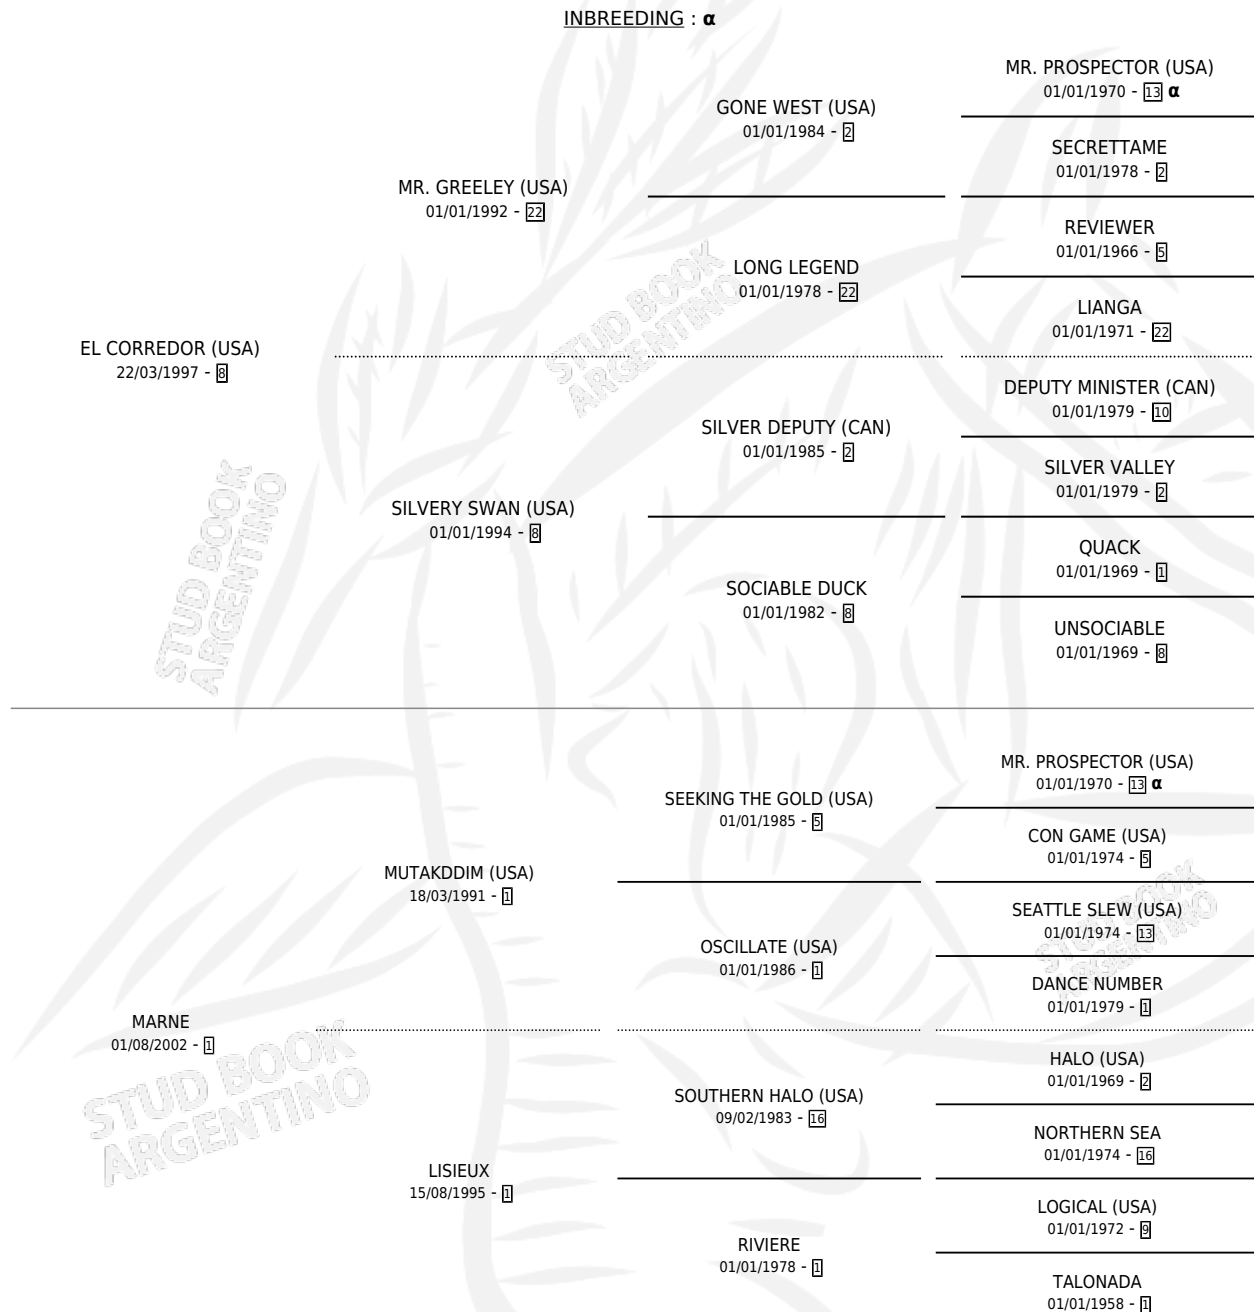 INBREEDING : α
MR. PROSPECTOR (USA)
01/01/1970 - 13 α
GONE WEST (USA)
01/01/1984 - 2
SECRETTAME
01/01/1978 - 2
MR. GREELEY (USA)
01/01/1992 - 22
REVIEWER
01/01/1966 - 5
LONG LEGEND
01/01/1978 - 22
LIANGA
01/01/1971 - 22
EL CORREDOR (USA)
22/03/1997 - 8
DEPUTY MINISTER (CAN)
01/01/1979 - 10
SILVER DEPUTY (CAN)
01/01/1985 - 2
SILVER VALLEY
01/01/1979 - 2
SILVERY SWAN (USA)
01/01/1994 - 8
QUACK
01/01/1969 - 1
SOCIABLE DUCK
01/01/1982 - 8
UNSOCIABLE
01/01/1969 - 8
MR. PROSPECTOR (USA)
01/01/1970 - 13 α
SEEKING THE GOLD (USA)
01/01/1985 - 5
CON GAME (USA)
01/01/1974 - 5
MUTAKDDIM (USA)
18/03/1991 - 1
SEATTLE SLEW (USA)
01/01/1974 - 13
OSCILLATE (USA)
01/01/1986 - 1
DANCE NUMBER
01/01/1979 - 1
MARNE
01/08/2002 - 1
HALO (USA)
01/01/1969 - 2
SOUTHERN HALO (USA)
09/02/1983 - 16
NORTHERN SEA
01/01/1974 - 16
LISIEUX
15/08/1995 - 1
LOGICAL (USA)
01/01/1972 - 9
RIVIERE
01/01/1978 - 1
TALONADA
01/01/1958 - 1
STUD BOOK
ARGENTINO
STUD BOOK
ARGENTINO
STUD BOOK
ARGENTINO
STUD BOOK
ARGENTINO